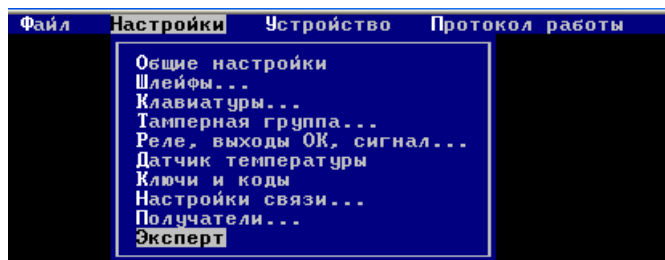 Файл Настройки Устройство Протокол работы
Общие настройки
Шлейфы...
Клавиатуры...
Тамперная группа...
Реле, выходы ОК, сигнал...
Датчик температуры
Ключи и коды
Настройки связи...
Получатели...
Эксперт